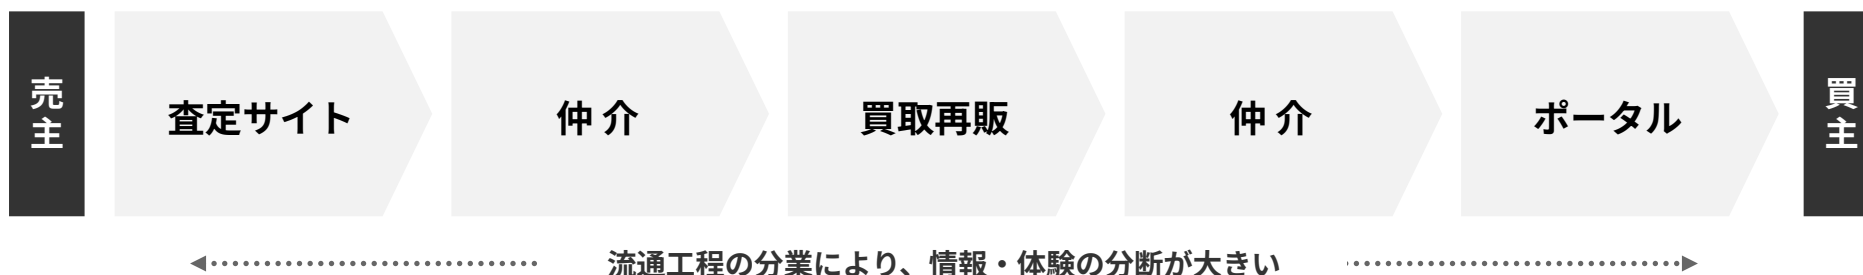 売主
査定サイト
仲 介
買取再販
仲 介
ポータル
買主
流通工程の分業により、情報・体験の分断が大きい